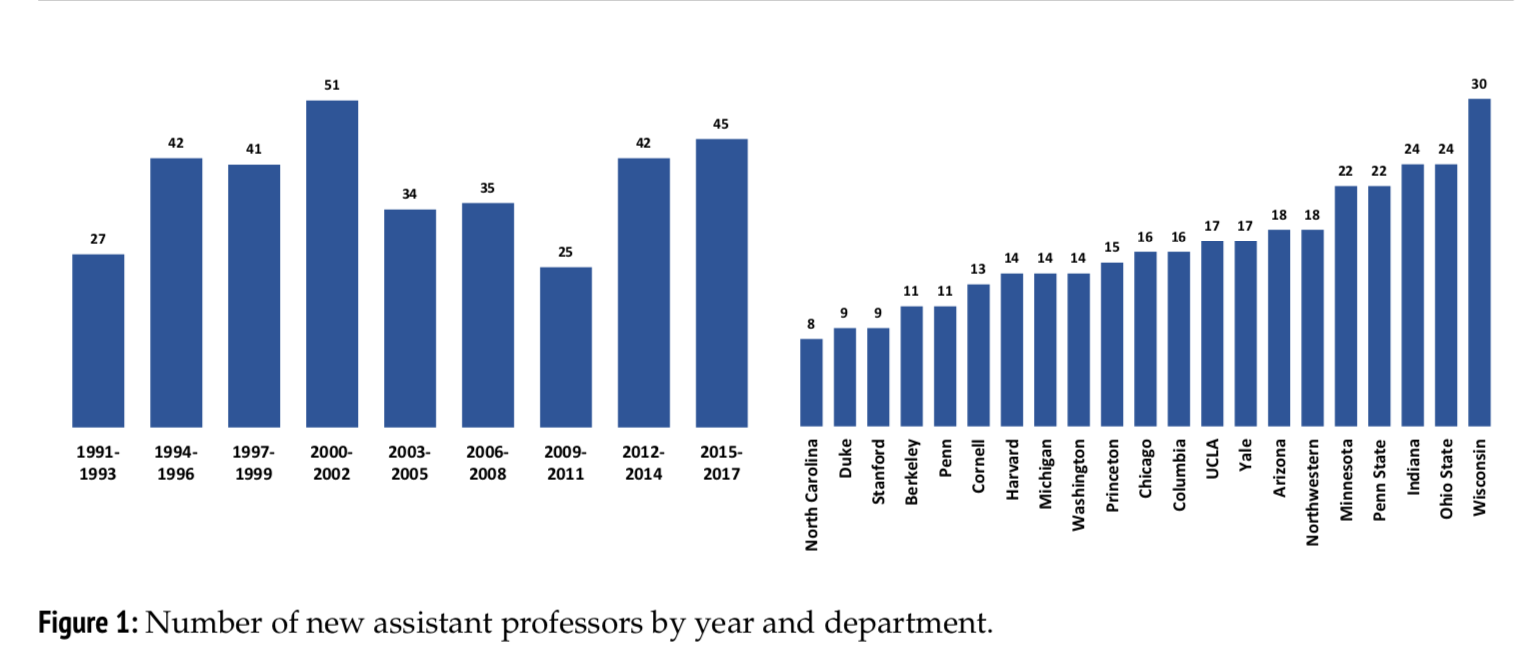 27
42
41
51
34
35
25
42
45
1991-
1993
1994-
1996
1997-
1999
2000-
2002
2003-
2005
2006-
2008
2009-
2011
2012-
2014
2015-
2017
8
9
9
11
11
13
14
14
14
15
16
16
17
17
18
18
22
22
24
24
30
North Carolina
Duke
Stanford
Berkeley
Penn
Cornell
Harvard
Michigan
Washington
Princeton
Chicago
Columbia
UCLA
Yale
Arizona
Northwestern
Minnesota
Penn State
Indiana
Ohio State
Wisconsin
Figure 1: Number of new assistant professors by year and department.